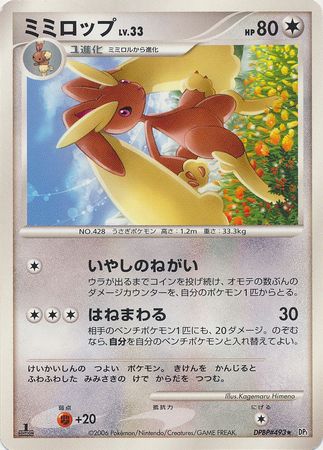 ミミロップ LV.33 HP 80
1進化 ミミロルから進化
NO.428 うさぎポケモン 高さ：1.2m 重さ：33.3kg
いやしのねがい
ウラが出るまでコインを投げ続け、オモテの数ぶんの
ダメージカウンターを、自分のポケモン1匹からとる。
はねまわる 30
相手のベンチポケモン1匹にも、20ダメージ。のぞむ
なら、自分を自分のベンチポケモンと入れ替えてよい。
Illus.Kagemaru Himeno
けいかいしんの つよい ポケモン。 きけんを かんじると
ふわふわした みみさきの けで からだを つつみこむ。
弱点 抵抗力 にげる
+20
1 EDITION ©2006 Pokémon/Nintendo/Creatures/GAME FREAK. DPBP#493★ DP1